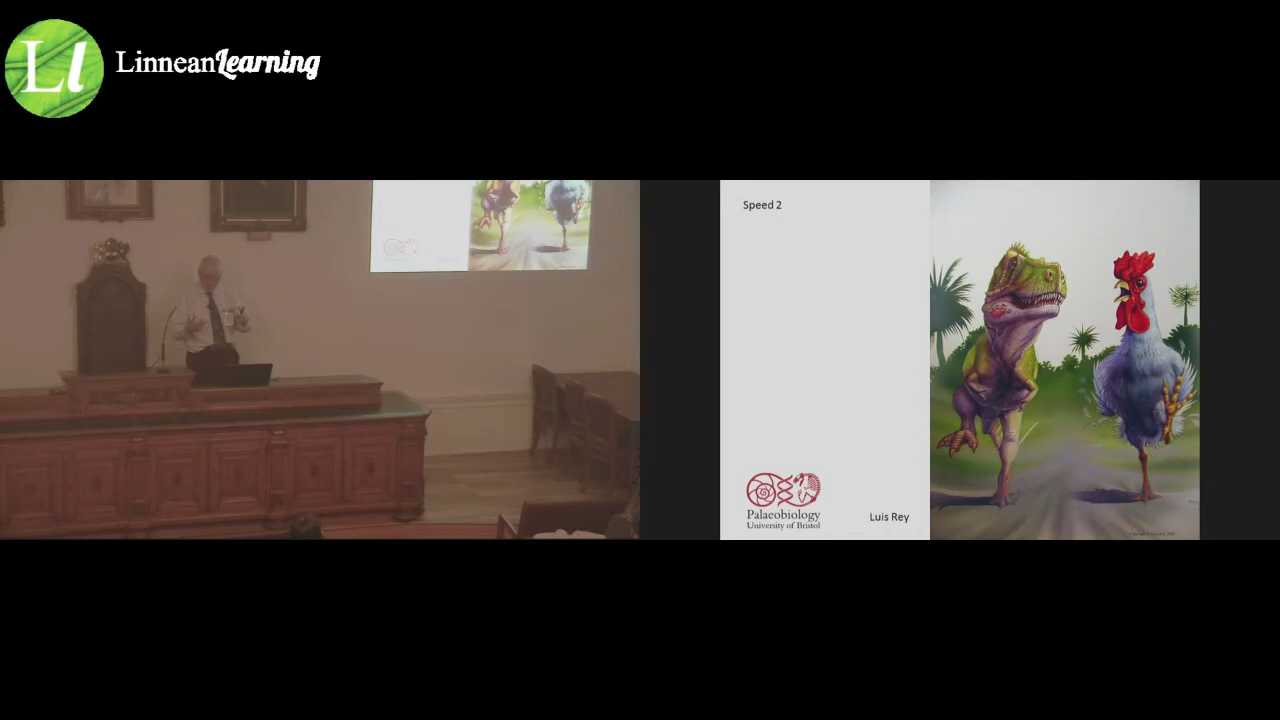 Ll
LinneanLearning
Speed 2
Palaeobiology
University of Bristol
Luis Rey